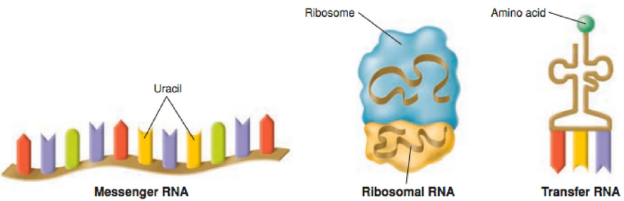 Uracil
Messenger RNA
Ribosome
Ribosomal RNA
Amino acid
Transfer RNA